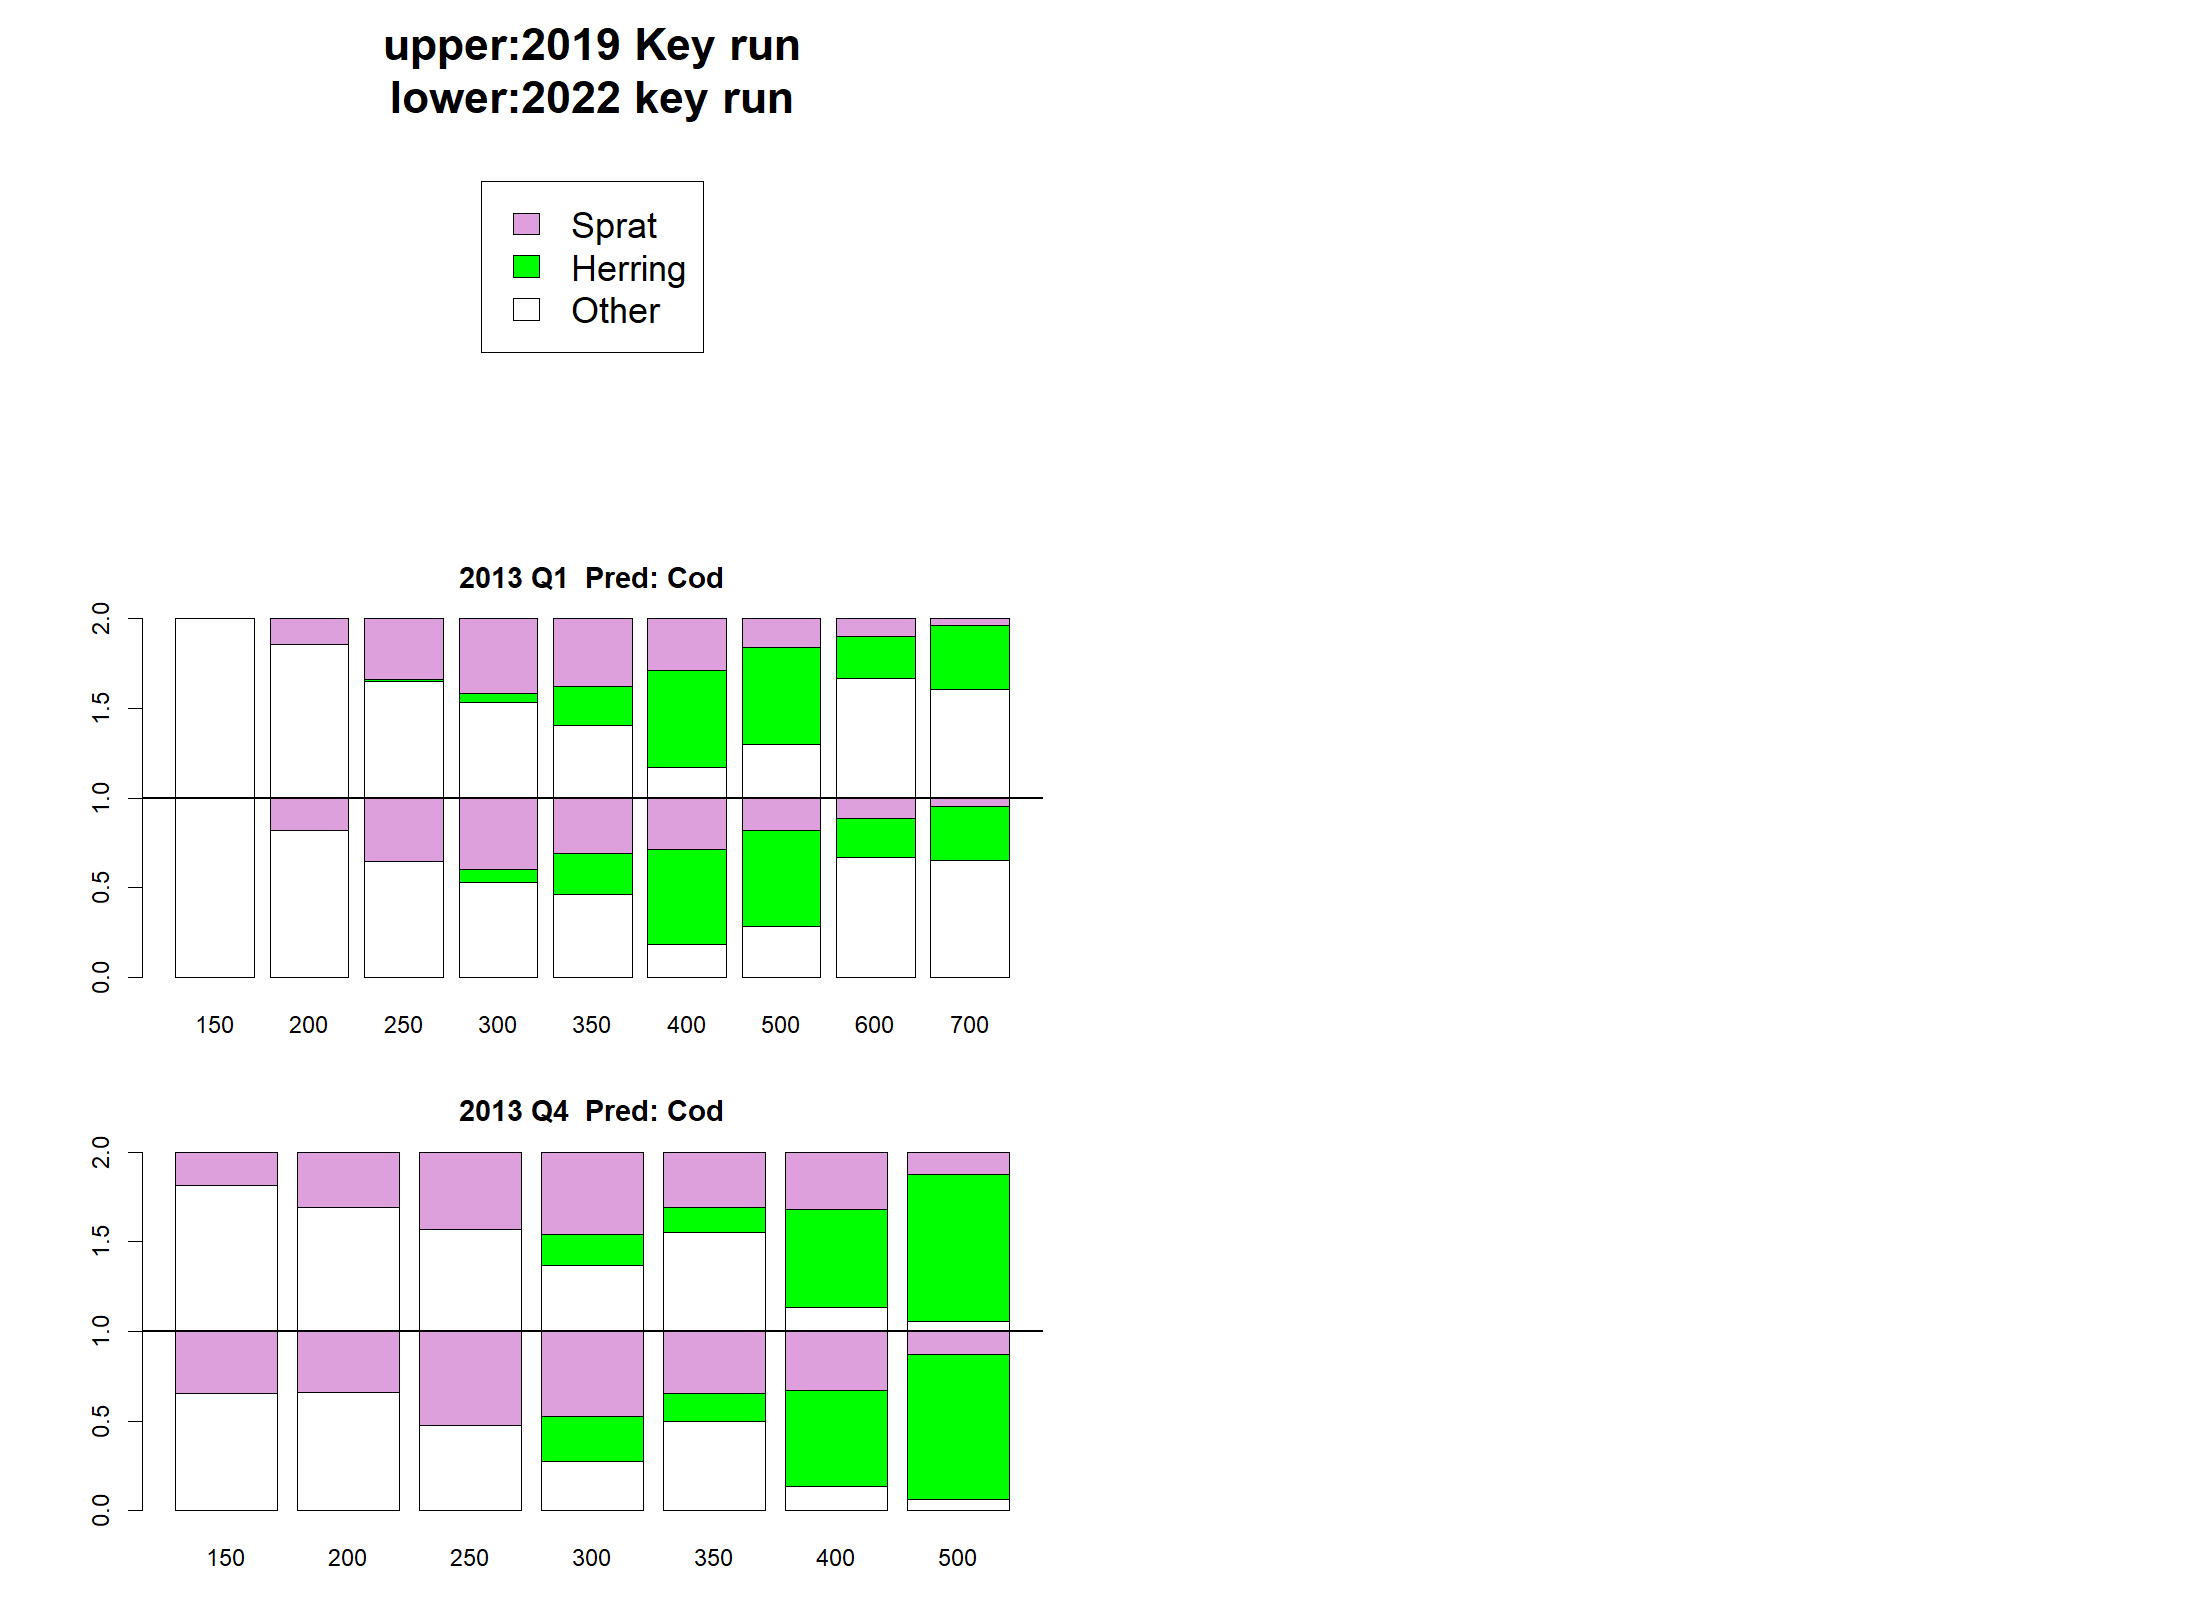 upper:2019 Key run
lower:2022 key run
Sprat
Herring
Other
2013 Q1  Pred: Cod
2.0
1.5
1.0
0.5
0.0
150 200 250 300 350 400 500 600 700
2013 Q4  Pred: Cod
2.0
1.5
1.0
0.5
0.0
150 200 250 300 350 400 500